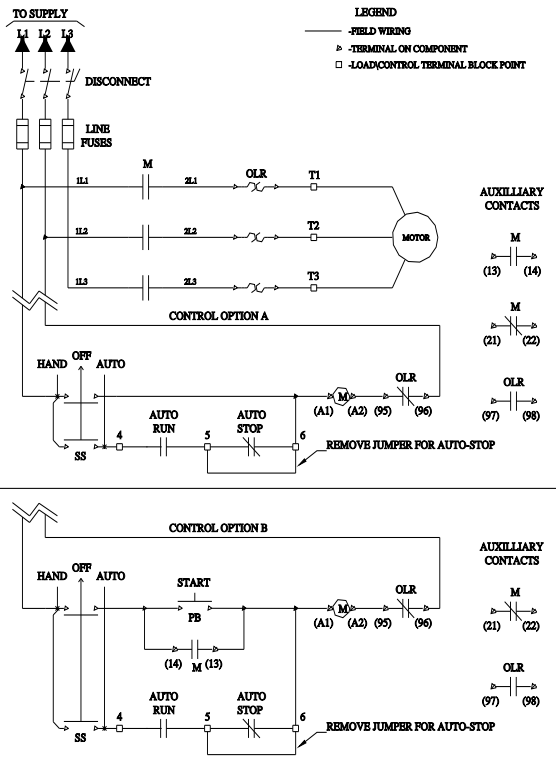 TO SUPPLY
L1 L2 L3
LEGEND
-FIELD WIRING
-TERMINAL ON COMPONENT
-LOAD\CONTROL TERMINAL BLOCK POINT
DISCONNECT
LINE
FUSES
M
OLR
T1
1L1
2L1
T2
1L2
2L2
MOTOR
T3
1L3
2L3
AUXILLIARY
CONTACTS
M
(13) (14)
M
(21) (22)
OLR
(97) (98)
CONTROL OPTION A
HAND OFF AUTO
OLR
M
(A1) (A2) (95) (96)
AUTO
RUN
AUTO
STOP
4 5 6
SS
REMOVE JUMPER FOR AUTO-STOP
CONTROL OPTION B
HAND OFF AUTO
START
PB
OLR
M
(A1) (A2) (95) (96)
(14) M (13)
AUTO
RUN
AUTO
STOP
4 5 6
SS
REMOVE JUMPER FOR AUTO-STOP
AUXILLIARY
CONTACTS
M
(21) (22)
OLR
(97) (98)